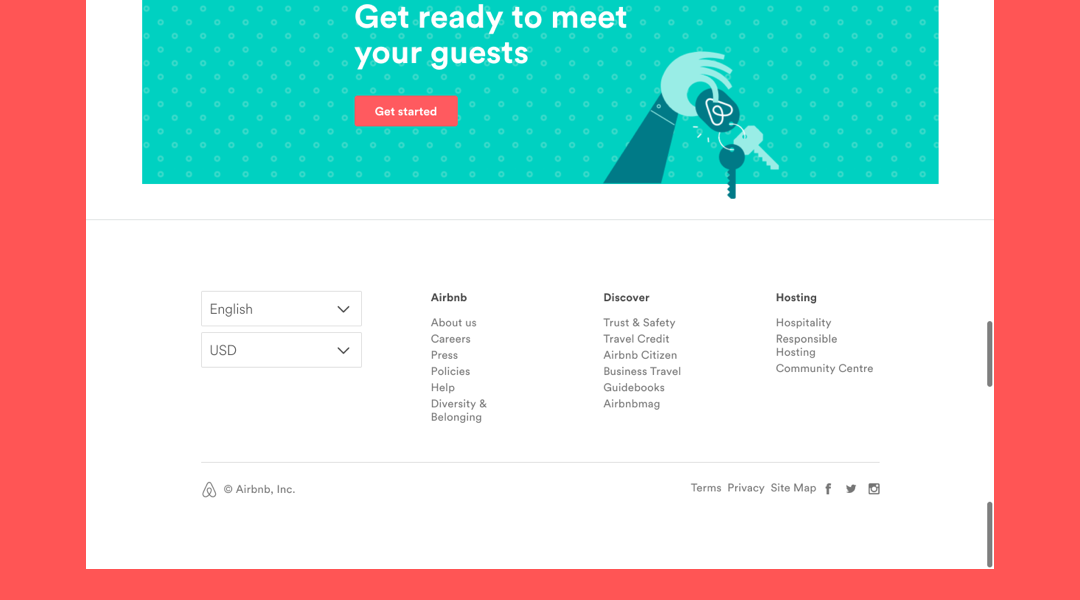 Get ready to meet
your guests
Get started
English
USD
Airbnb
About us
Careers
Press
Policies
Help
Diversity &
Belonging
Discover
Trust & Safety
Travel Credit
Airbnb Citizen
Business Travel
Guidebooks
Airbnbmag
Hosting
Hospitality
Responsible
Hosting
Community Centre
© Airbnb, Inc.
Terms Privacy Site Map